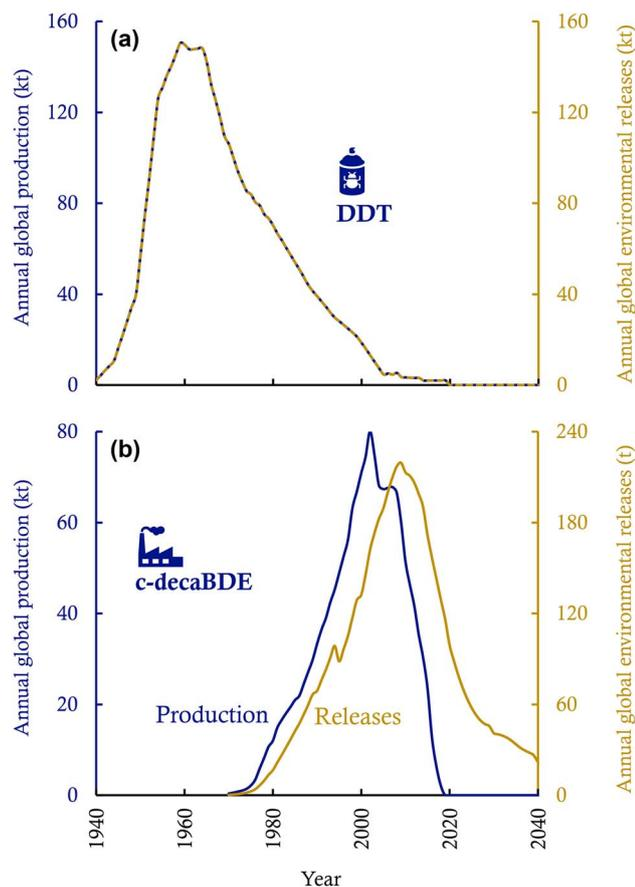 (a)
Annual global production (kt)
160
120
80
40
0
DDT
160
120
80
40
0
Annual global environmental releases (kt)
(b)
Annual global production (kt)
80
60
40
20
0
c-decaBDE
Production
Releases
240
180
120
60
0
Annual global environmental releases (t)
1940
1960
1980
2000
2020
2040
Year